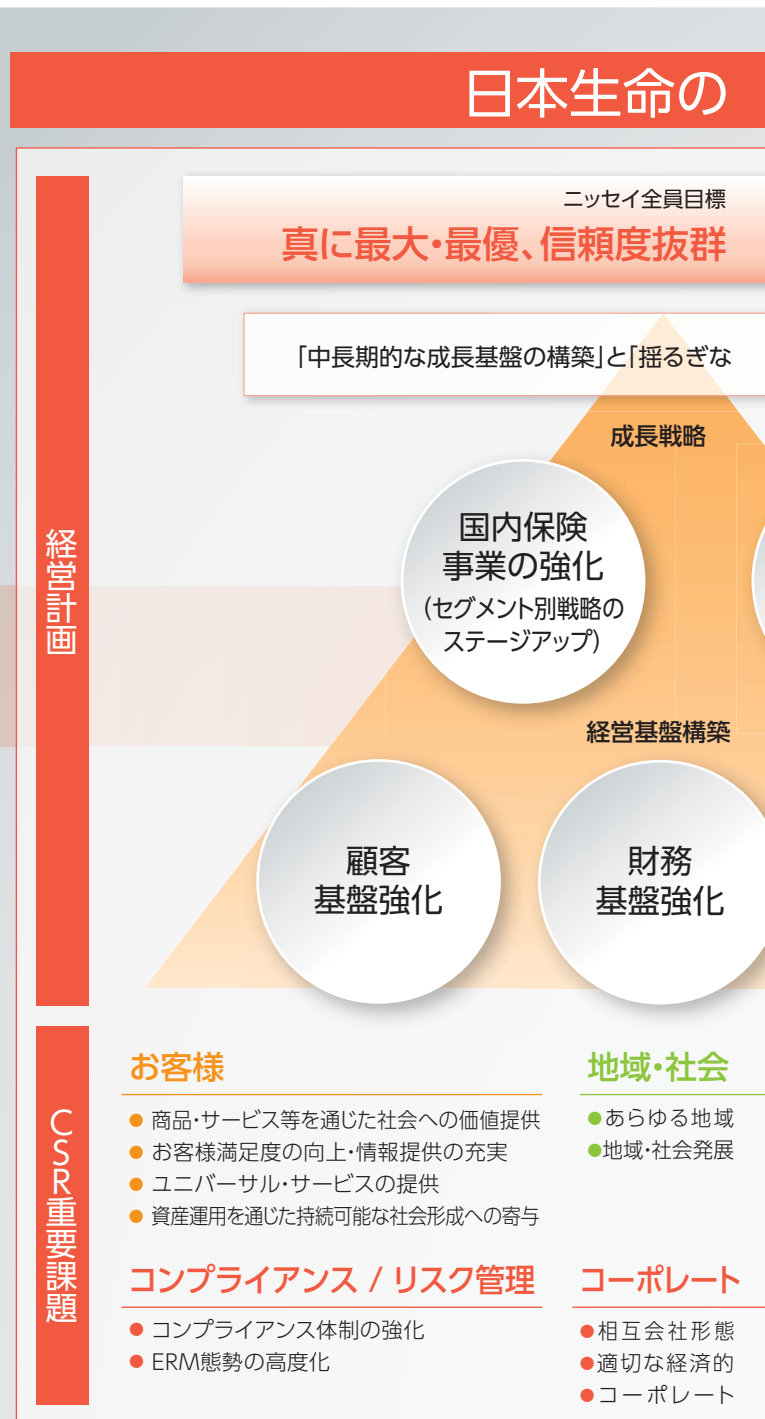 日本生命の
ニッセイ全員目標
真に最大・最優、信頼度抜群
「中長期的な成長基盤の構築」と「揺るぎな
成長戦略
国内保険
事業の強化
(セグメント別戦略の
ステージアップ)
経営計画
経営基盤構築
顧客
基盤強化
財務
基盤強化
CSR重要課題
お客様
● 商品・サービス等を通じた社会への価値提供
● お客様満足度の向上・情報提供の充実
● ユニバーサル・サービスの提供
● 資産運用を通じた持続可能な社会形成への寄与
地域・社会
●あらゆる地域
●地域・社会発展
コンプライアンス / リスク管理
● コンプライアンス体制の強化
● ERM態勢の高度化
コーポレート
●相互会社形態
●適切な経済的
●コーポレート